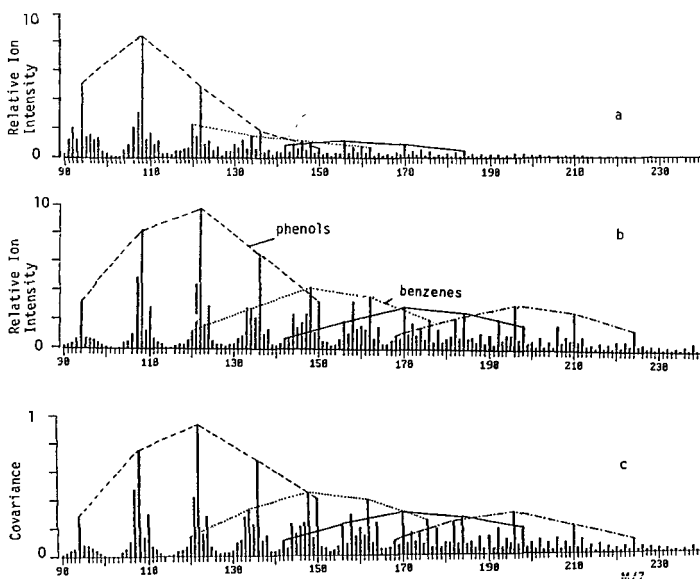 10
Relative Ion
Intensity
0
a
90 110 130 150 170 190 210 230
10
Relative Ion
Intensity
0
phenols
benzenes
b
90 110 130 150 170 190 210 230
1
Covariance
0
c
90 110 130 150 170 190 210 230
M/Z